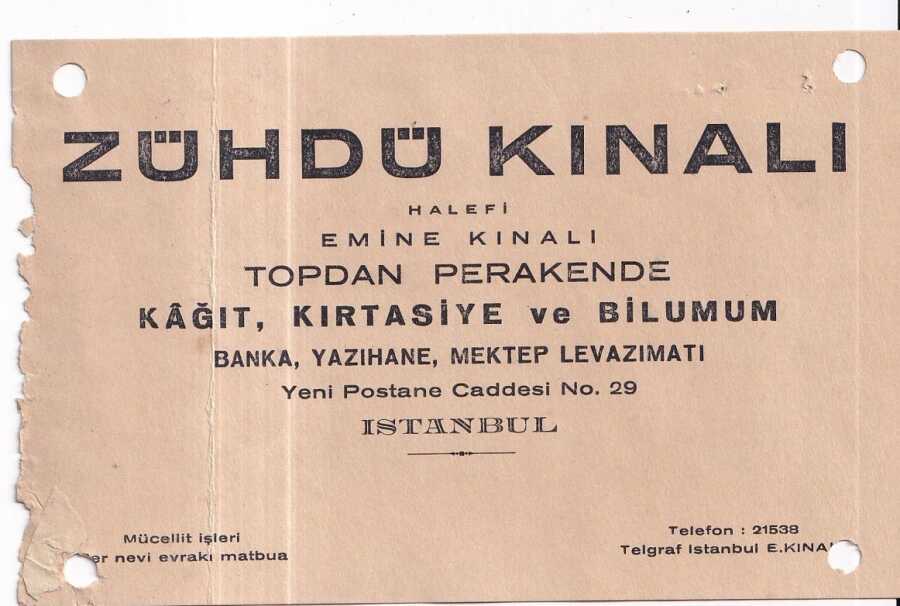 ZÜHDÜ KINALI
HALEFİ
EMİNE KINALI
TOPDAN PERAKENDE
KÂĞIT, KIRTASİYE ve BİLUMUM
BANKA, YAZIHANE, MEKTEP LEVAZIMATI
Yeni Postane Caddesi No. 29
ISTANBUL
Mücellit işleri
nevi evrakı matbua
Telefon : 21538
Telgraf Istanbul